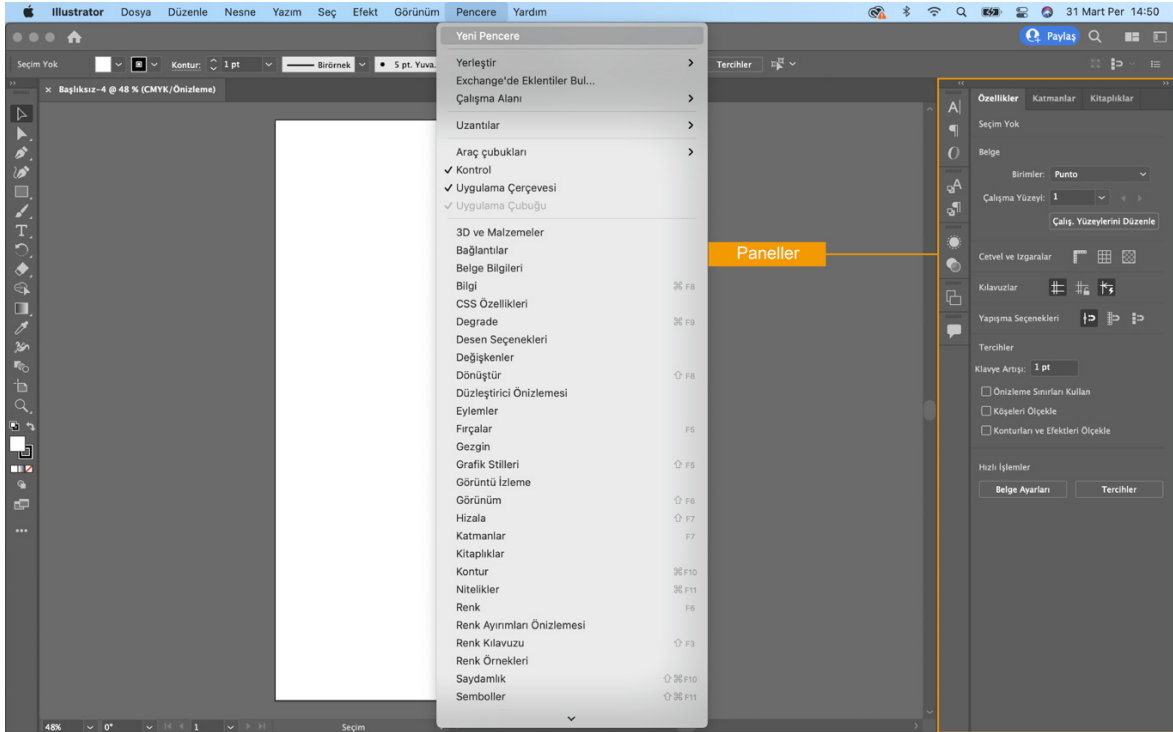 Illustrator Dosya Düzenle Nesne Yazım Seç Efekt Görünüm Pencere Yardım 31 Mart Per 14:50
Paylaş
Seçim Yok Kontur: 1 pt Birörnek 5 pt. Yuva. Tercihler
× Başlıksız-4 @ 48 % (CMYK/Önizleme)
Yeni Pencere
Yerleştir
Exchange'de Eklentiler Bul...
Çalışma Alanı
Uzantılar
Araç çubukları
✓ Kontrol
✓ Uygulama Çerçevesi
✓ Uygulama Çubuğu
3D ve Malzemeler
Bağlantılar
Belge Bilgileri
Bilgi ⌘ F8
CSS Özellikleri
Degrade ⌘ F9
Desen Seçenekleri
Değişkenler
Dönüştür ⇧ F8
Düzleştirici Önizlemesi
Eylemler
Fırçalar F5
Gezgin
Grafik Stilleri ⇧ F5
Görüntü İzleme
Görünüm ⇧ F6
Hizala ⇧ F7
Katmanlar F7
Kitaplıklar
Kontur ⌘F10
Nitelikler ⌘F11
Renk F6
Renk Ayırımları Önizlemesi
Renk Kılavuzu ⇧ F3
Renk Örnekleri
Saydamlık ⇧⌘F10
Semboller ⇧⌘F11
Paneller
Özellikler Katmanlar Kitaplıklar
Seçim Yok
Belge
Birimler: Punto
Çalışma Yüzeyi: 1
Çalış. Yüzeylerini Düzenle
Cetvel ve Izgaralar
Kılavuzlar
Yapışma Seçenekleri
Tercihler
Klavye Artışı: 1 pt
Önizleme Sınırları Kullan
Köşeleri Ölçekle
Konturları ve Efektleri Ölçekle
Hızlı İşlemler
Belge Ayarları Tercihler
48% 0° 1 Seçim